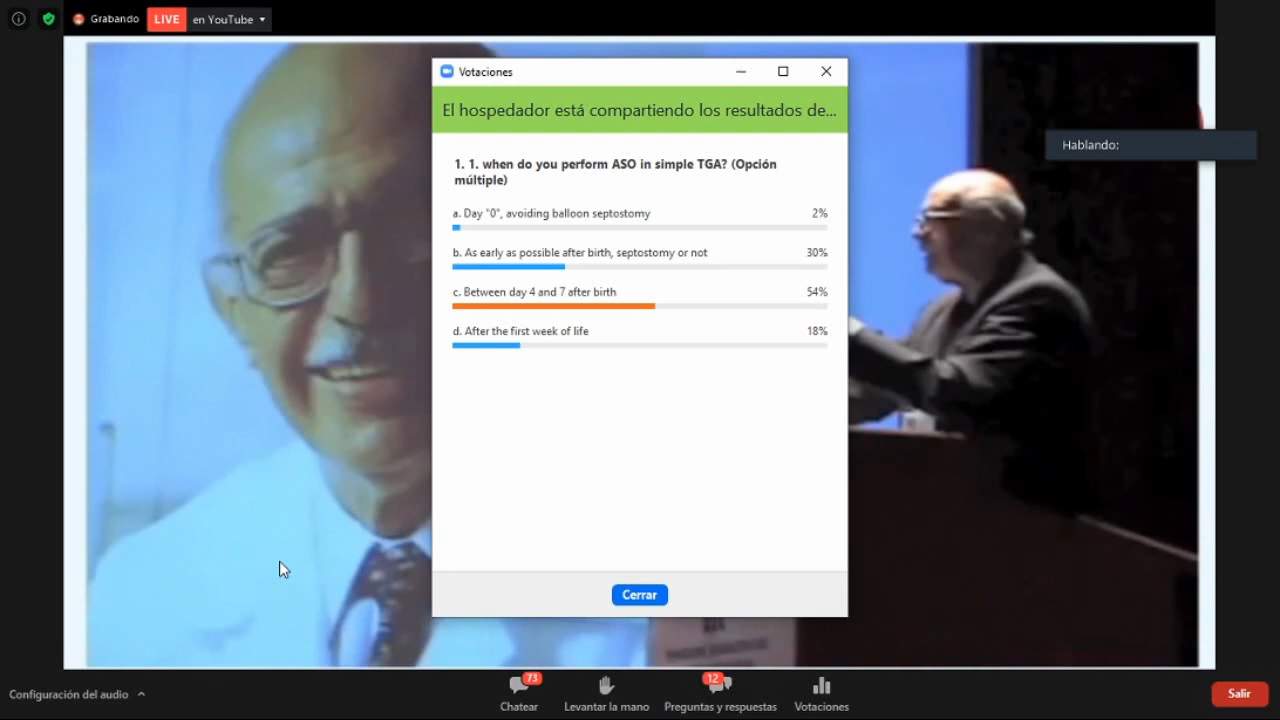 Grabando
LIVE en YouTube
Votaciones
El hospedador está compartiendo los resultados de...
Hablando:
1. 1. when do you perform ASO in simple TGA? (Opción
múltiple)
a. Day "0", avoiding balloon septostomy 2%
b. As early as possible after birth, septostomy or not 30%
c. Between day 4 and 7 after birth 54%
d. After the first week of life 18%
Cerrar
Configuración del audio
73
Chatear
Levantar la mano
12
Preguntas y respuestas
Votaciones
Salir